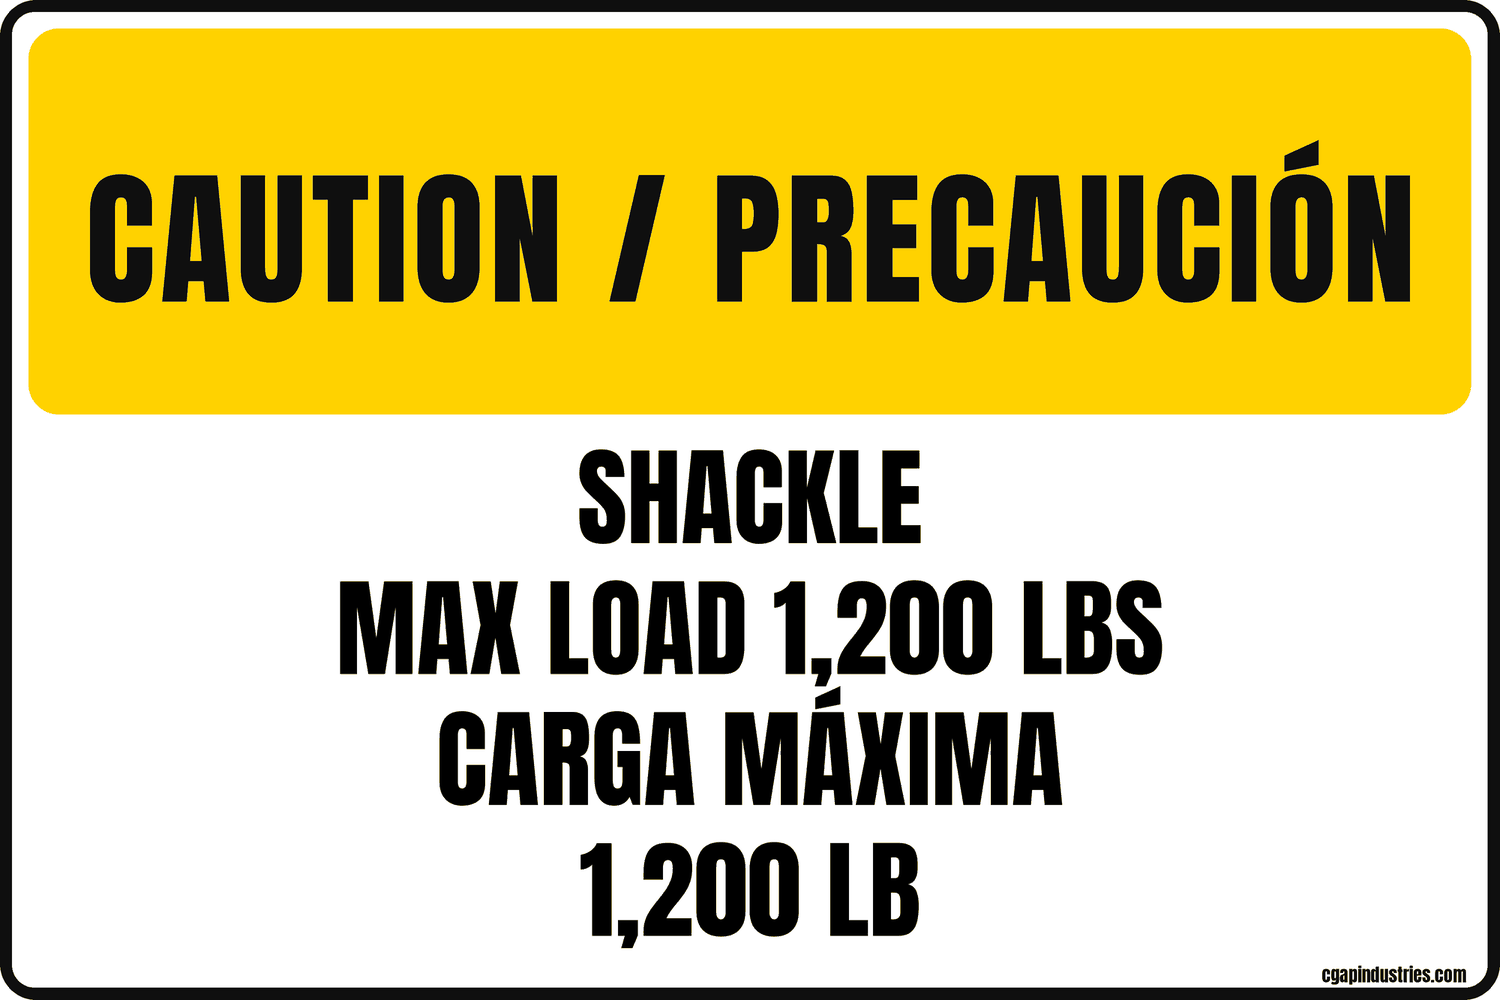 CAUTION / PRECAUCIÓN
SHACKLE
MAX LOAD 1,200 LBS
CARGA MÁXIMA
1,200 LB
cgapindustries.com